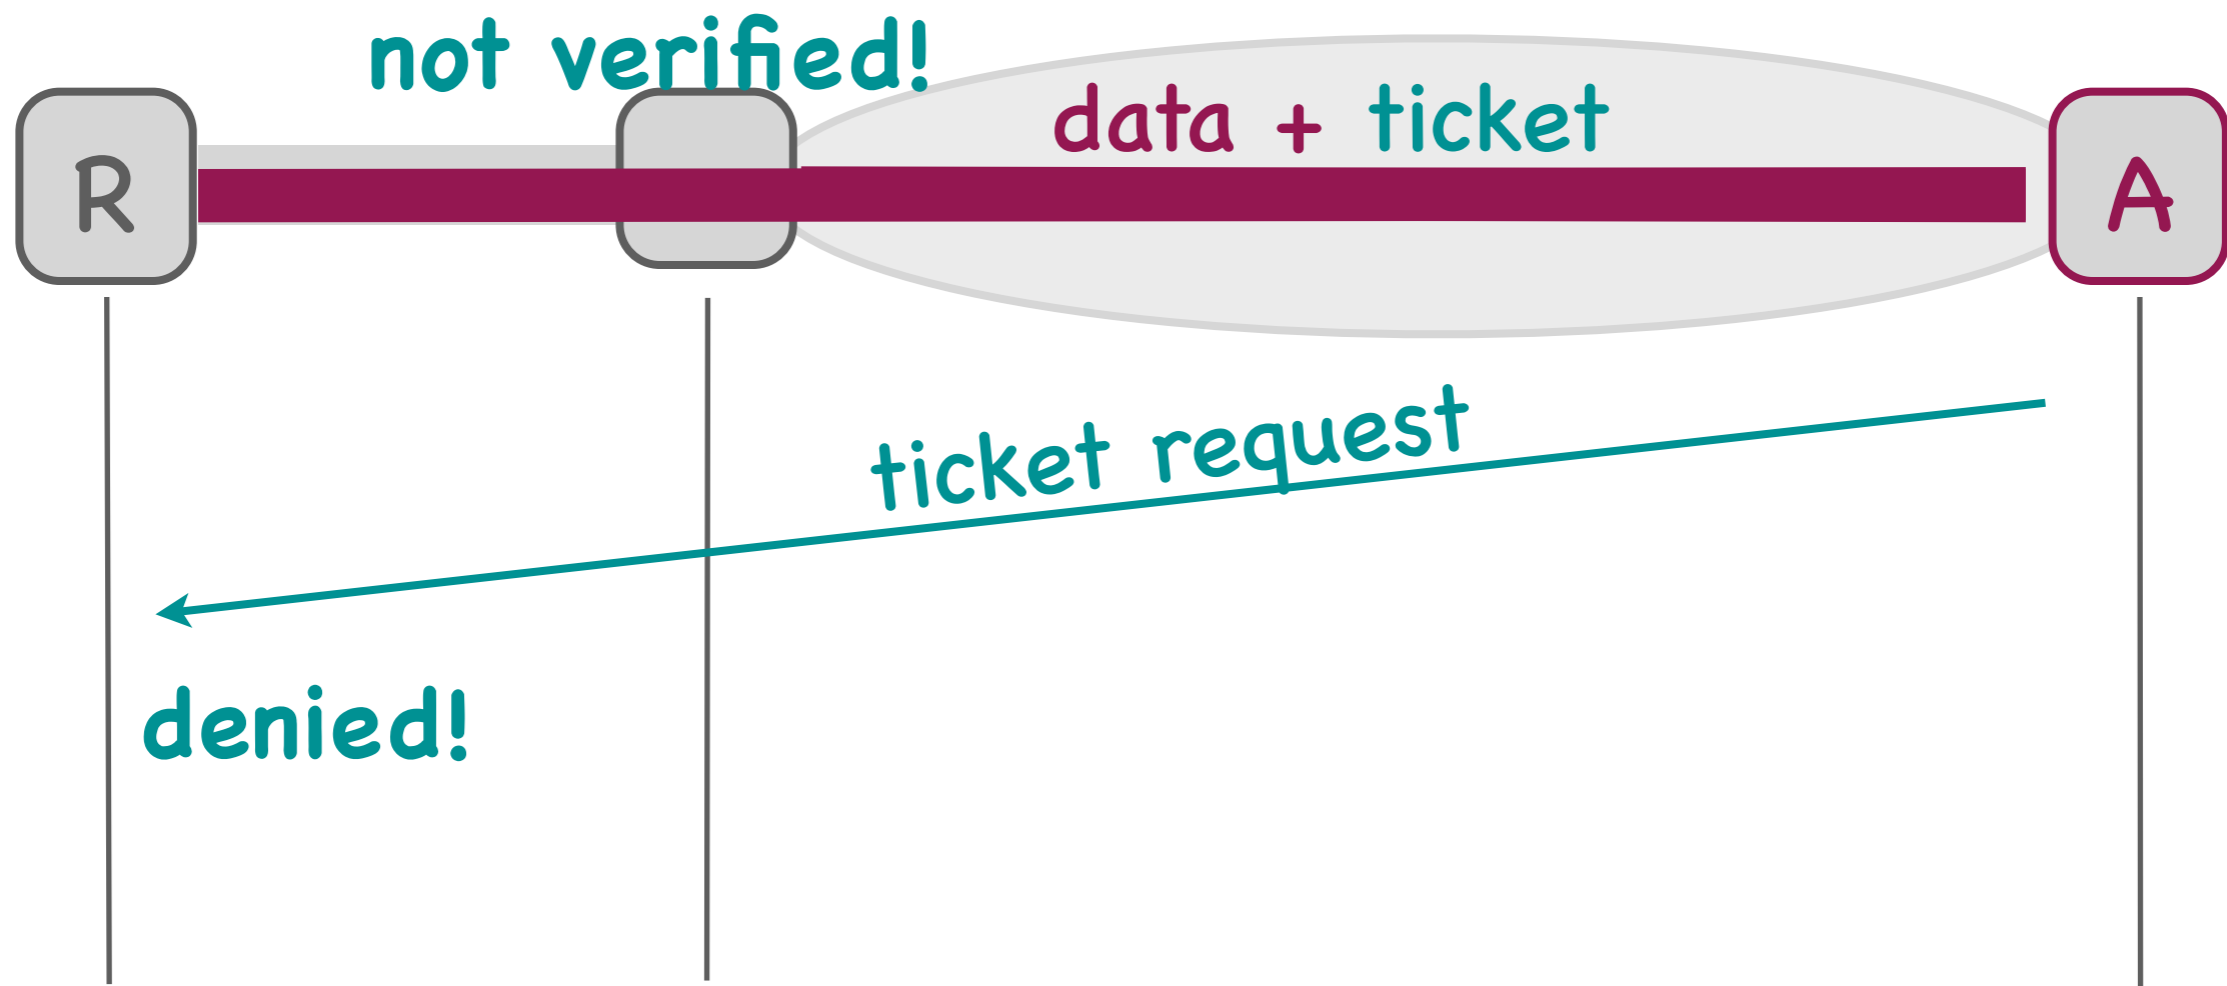 not verified!
data + ticket
R
A
ticket request
denied!